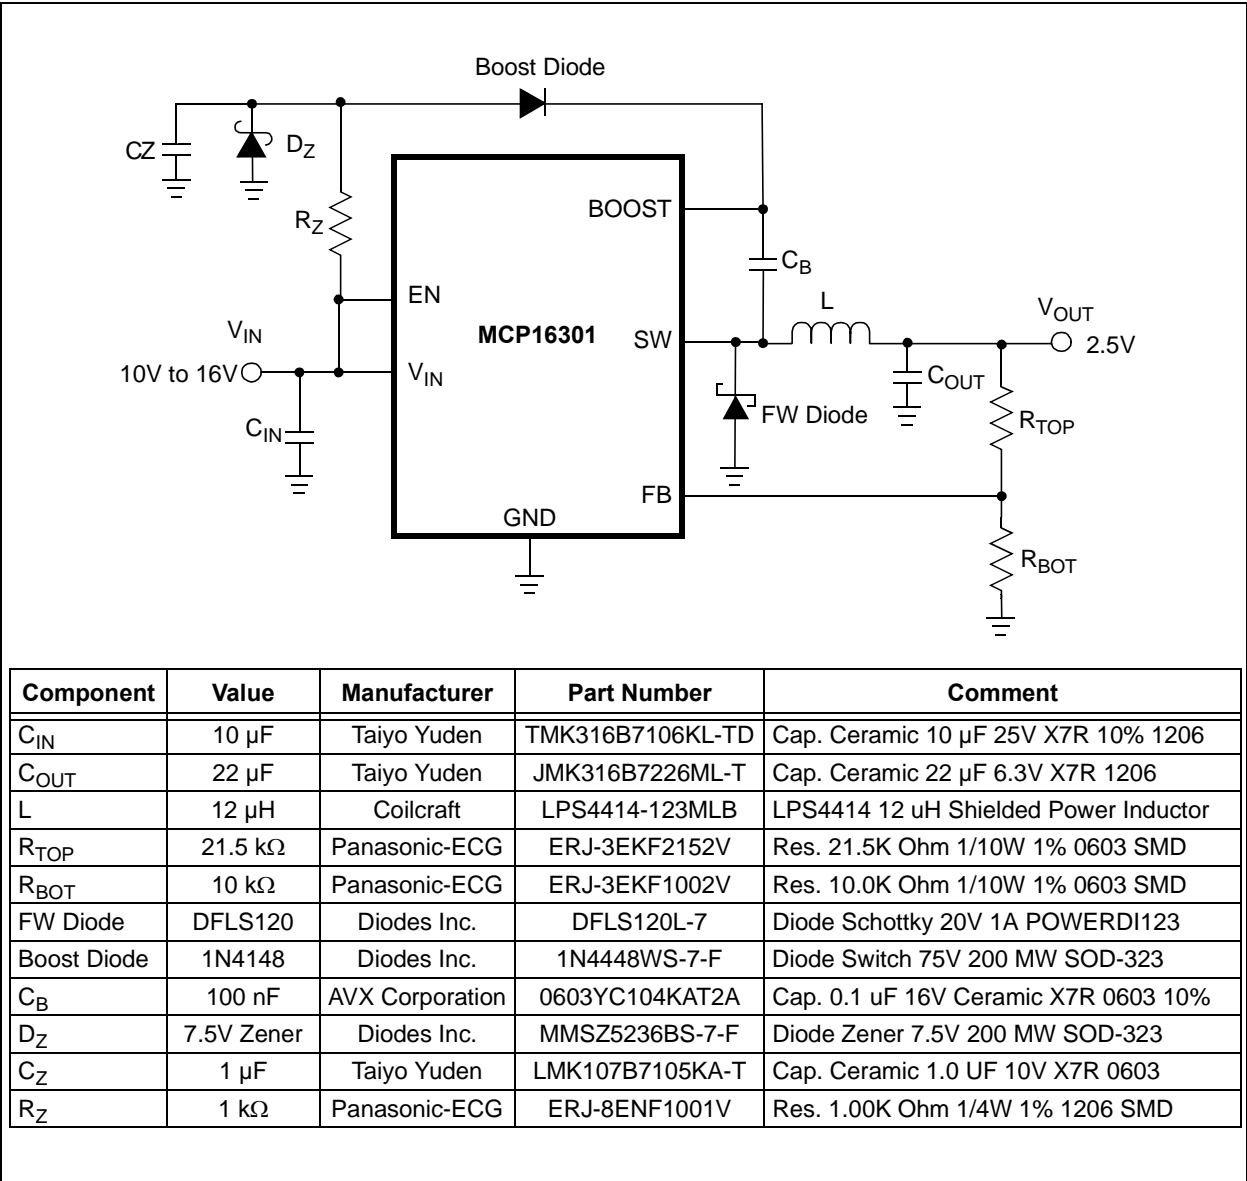 Boost Diode
CZ
DZ
RZ
BOOST
CB
EN
L
VOUT
VIN
MCP16301
SW
2.5V
10V to 16V
VIN
COUT
CIN
FW Diode
RTOP
FB
GND
RBOT
Component Value Manufacturer Part Number Comment
CIN 10 µF Taiyo Yuden TMK316B7106KL-TD Cap. Ceramic 10 µF 25V X7R 10% 1206
COUT 22 µF Taiyo Yuden JMK316B7226ML-T Cap. Ceramic 22 µF 6.3V X7R 1206
L 12 µH Coilcraft LPS4414-123MLB LPS4414 12 uH Shielded Power Inductor
RTOP 21.5 kΩ Panasonic-ECG ERJ-3EKF2152V Res. 21.5K Ohm 1/10W 1% 0603 SMD
RBOT 10 kΩ Panasonic-ECG ERJ-3EKF1002V Res. 10.0K Ohm 1/10W 1% 0603 SMD
FW Diode DFLS120 Diodes Inc. DFLS120L-7 Diode Schottky 20V 1A POWERDI123
Boost Diode 1N4148 Diodes Inc. 1N4448WS-7-F Diode Switch 75V 200 MW SOD-323
CB 100 nF AVX Corporation 0603YC104KAT2A Cap. 0.1 uF 16V Ceramic X7R 0603 10%
DZ 7.5V Zener Diodes Inc. MMSZ5236BS-7-F Diode Zener 7.5V 200 MW SOD-323
CZ 1 µF Taiyo Yuden LMK107B7105KA-T Cap. Ceramic 1.0 UF 10V X7R 0603
RZ 1 kΩ Panasonic-ECG ERJ-8ENF1001V Res. 1.00K Ohm 1/4W 1% 1206 SMD